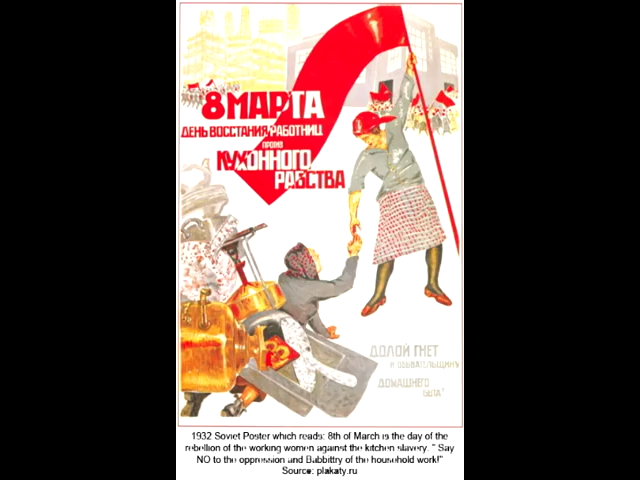 8 МАРТА
ДЕНЬ ВОССТАНИЯ РАБОТНИЦ
ПРОТИВ
КУХОННОГО
РАБСТВА
ДОЛОЙ ГНЕТ
И ОБЫВАТЕЛЬЩИНУ
ДОМАШНЕГО
БЫТА!
1932 Soviet Poster which reads: 8th of March is the day of the
rebellion of the working women against the kitchen slavery. " Say
NO to the oppression and Babbittry of the household work!"
Source: plakaty.ru